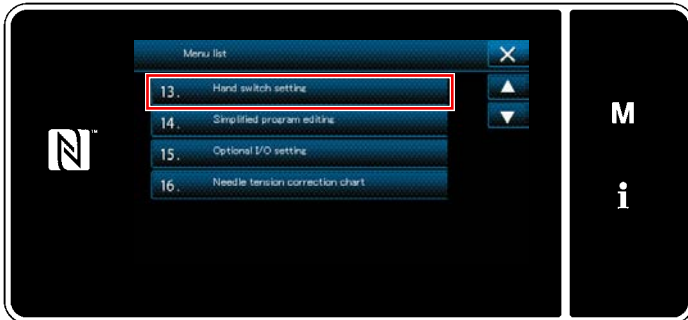 Menu list
13. Hand switch setting
14. Simplified program editing
15. Optional I/O setting
16. Needle tension correction chart
M
i